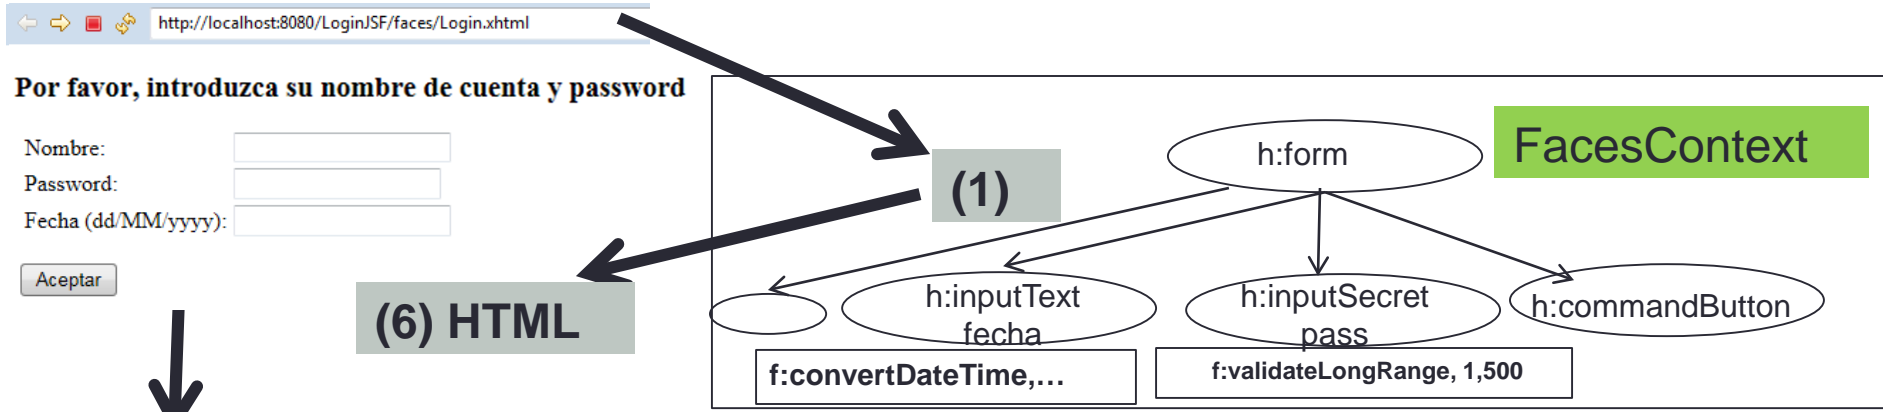 http://localhost:8080/LoginJSF/faces/Login.xhtml
Por favor, introduzca su nombre de cuenta y password
Nombre:
Password:
Fecha (dd/MM/yyyy):
Aceptar
(1)
(6) HTML
FacesContext
h:form
h:inputText
fecha
h:inputSecret
pass
h:commandButton
f:convertDateTime,...
f:validateLongRange, 1,500